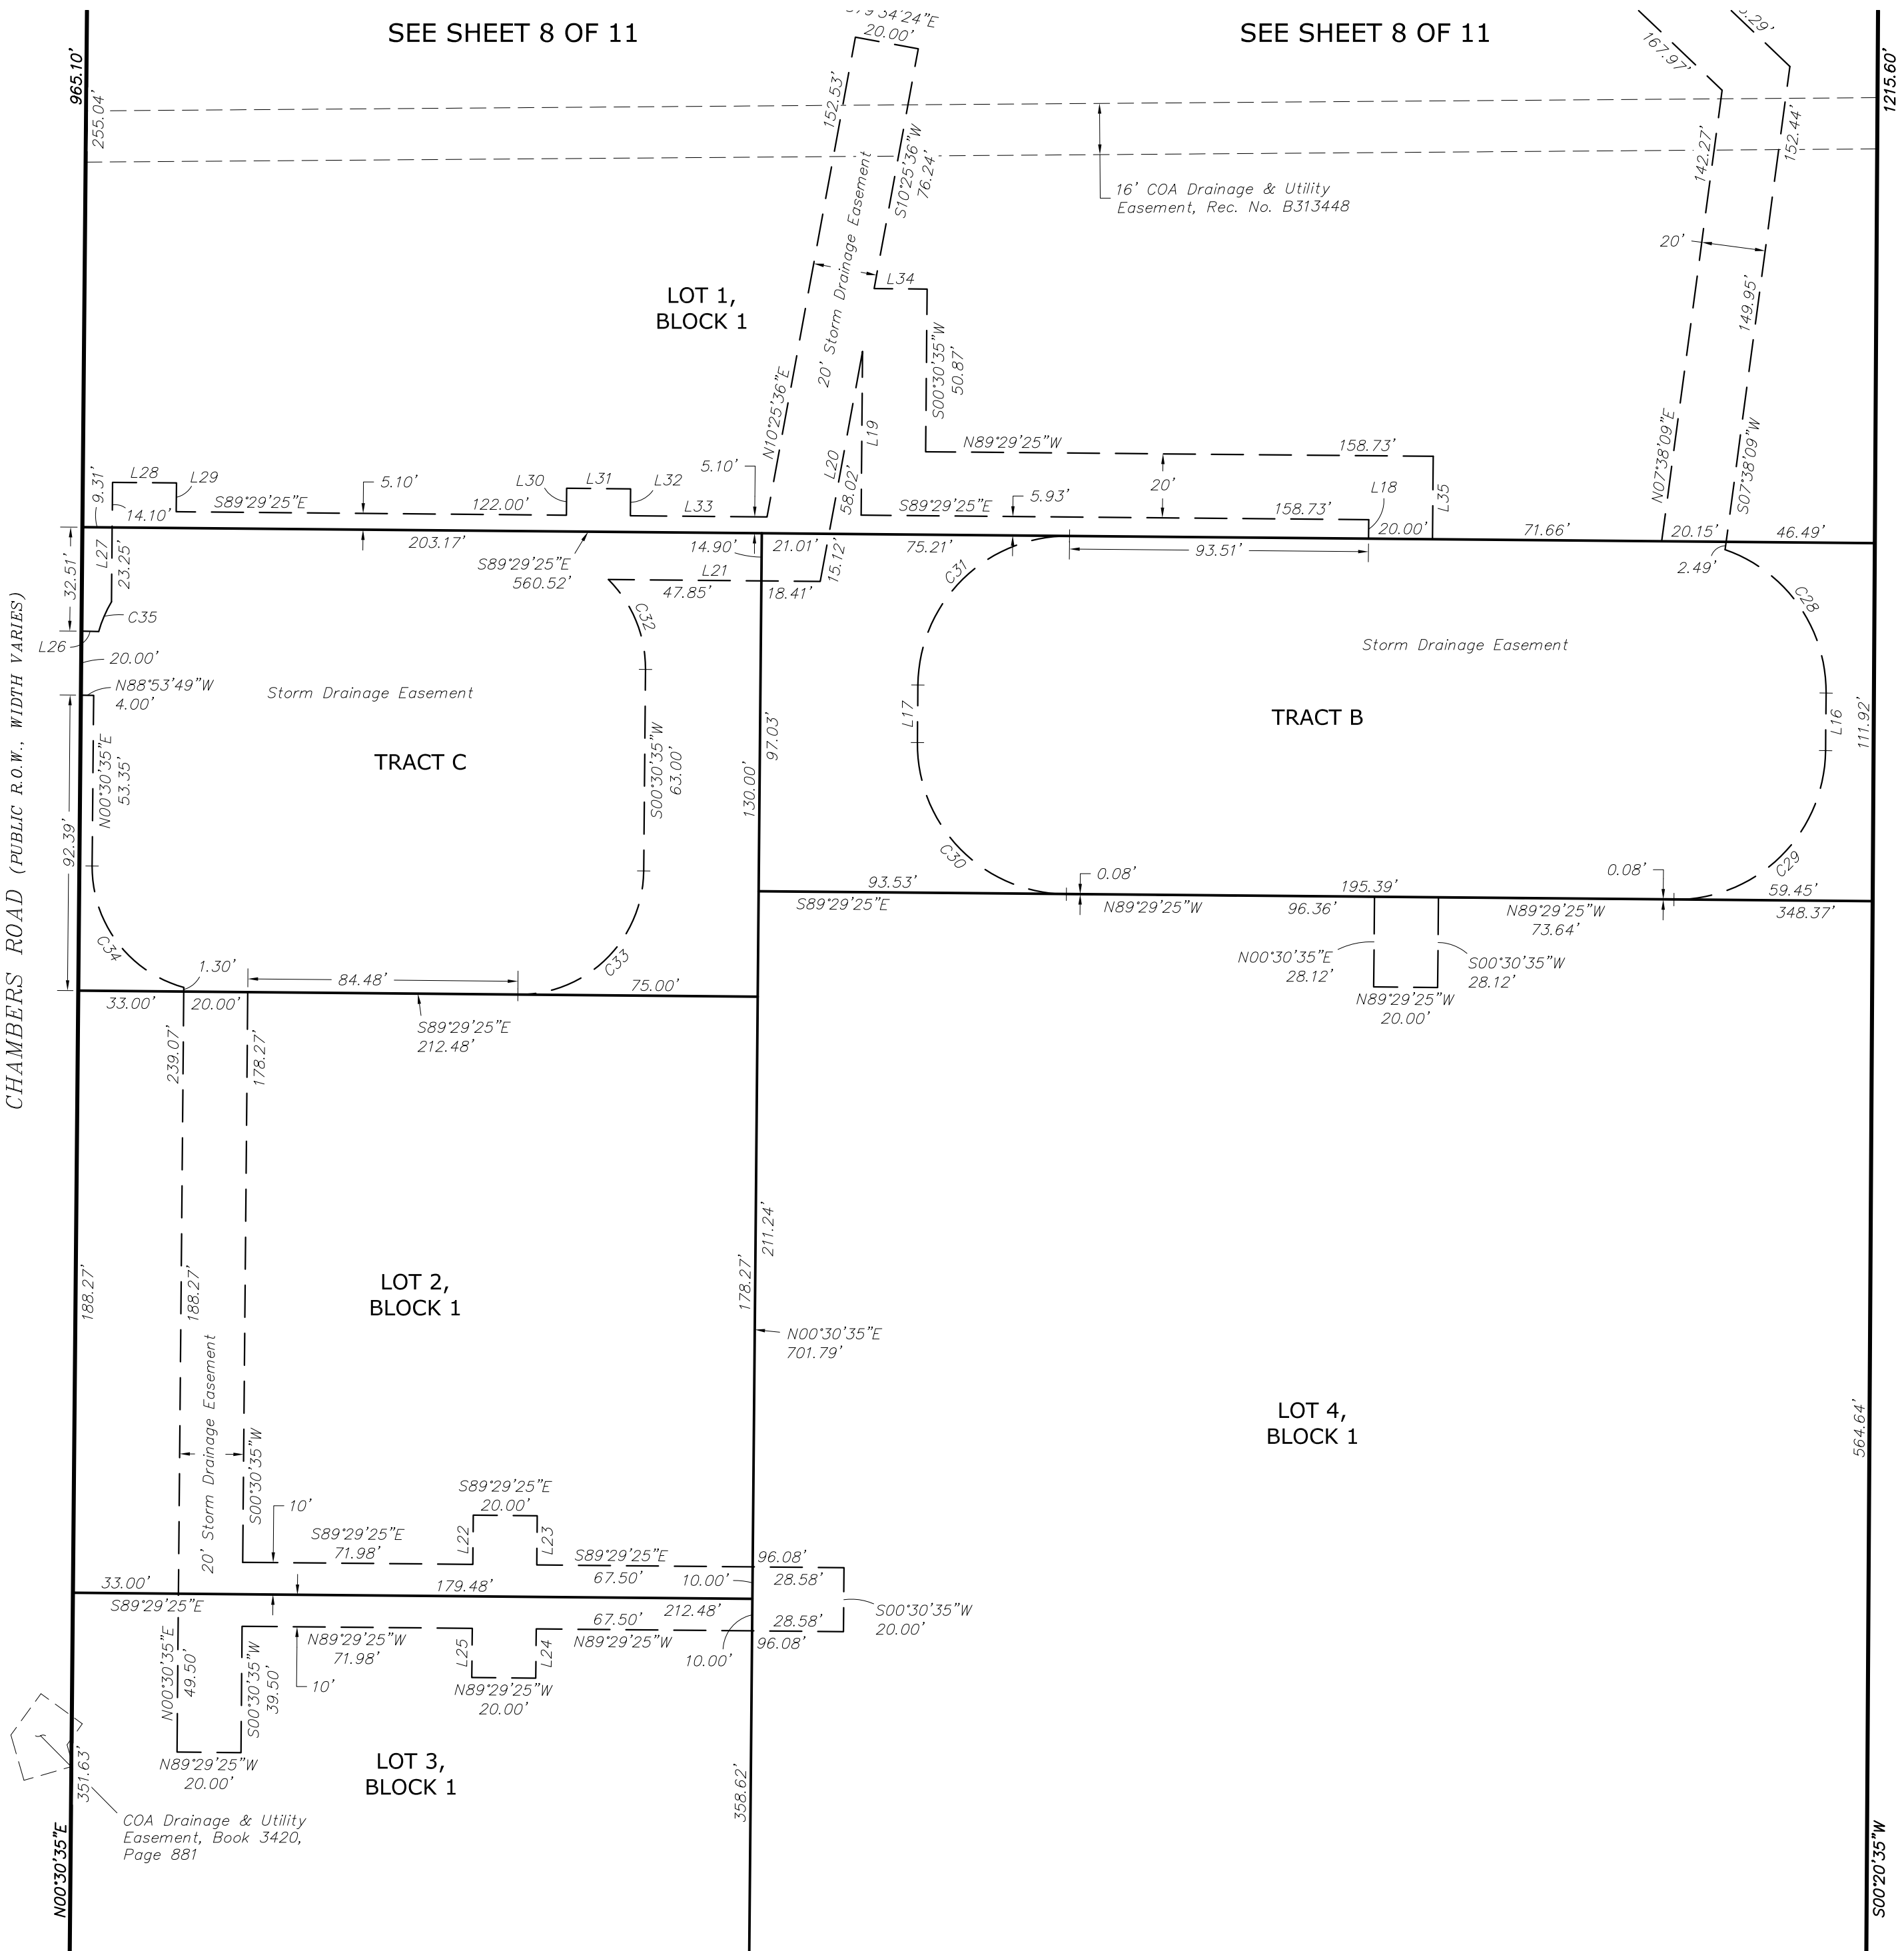 SEE SHEET 8 OF 11
SEE SHEET 8 OF 11
20.00'
965.10'
255.04'
152.53'
S10°25'36"W
76.24'
20' Storm Drainage Easement
167.97'
142.27'
152.44'
1215.60'
16' COA Drainage & Utility
Easement, Rec. No. B313448
20'
149.95'
LOT 1,
BLOCK 1
L34
S00°30'35"W
50.87'
N10°25'36"E
L19
L20
58.02'
N89°29'25"W
158.73'
N07°38'09"E
S07°38'09"W
9.31'
L28
L29
14.10'
S89°29'25"E
5.10'
122.00'
L30
L31
L32
L33
5.10'
S89°29'25"E
5.93'
20'
158.73'
L18
L35
20.00'
203.17'
S89°29'25"E
560.52'
14.90'
21.01'
15.12'
75.21'
93.51'
71.66'
20.15'
46.49'
2.49'
32.51'
L27
23.25'
C35
L26
20.00'
N88°53'49"W
4.00'
L21
47.85'
18.41'
C32
C31
C28
Storm Drainage Easement
Storm Drainage Easement
TRACT C
TRACT B
N00°30'35"E
53.35'
92.39'
S00°30'35"W
63.00'
97.03'
130.00'
L17
L16
111.92'
C34
C33
C30
C29
93.53'
S89°29'25"E
0.08'
N89°29'25"W
195.39'
96.36'
0.08'
N89°29'25"W
73.64'
59.45'
348.37'
N00°30'35"E
28.12'
S00°30'35"W
28.12'
N89°29'25"W
20.00'
1.30'
84.48'
75.00'
33.00'
20.00'
S89°29'25"E
212.48'
CHAMBERS ROAD (PUBLIC R.O.W., WIDTH VARIES)
239.07'
178.27'
211.24'
188.27'
188.27'
178.27'
LOT 2,
BLOCK 1
N00°30'35"E
701.79'
LOT 4,
BLOCK 1
564.64'
20' Storm Drainage Easement
S00°30'35"W
10'
S89°29'25"E
71.98'
S89°29'25"E
20.00'
L22
L23
S89°29'25"E
67.50'
96.08'
10.00'
28.58'
33.00'
S89°29'25"E
179.48'
212.48'
S00°30'35"W
20.00'
N00°30'35"E
49.50'
S00°30'35"W
39.50'
N89°29'25"W
71.98'
10'
L25
L24
67.50'
N89°29'25"W
28.58'
96.08'
10.00'
N89°29'25"W
20.00'
N89°29'25"W
20.00'
LOT 3,
BLOCK 1
351.63'
358.62'
COA Drainage & Utility
Easement, Book 3420,
Page 881
N00°30'35"E
S00°20'35"W